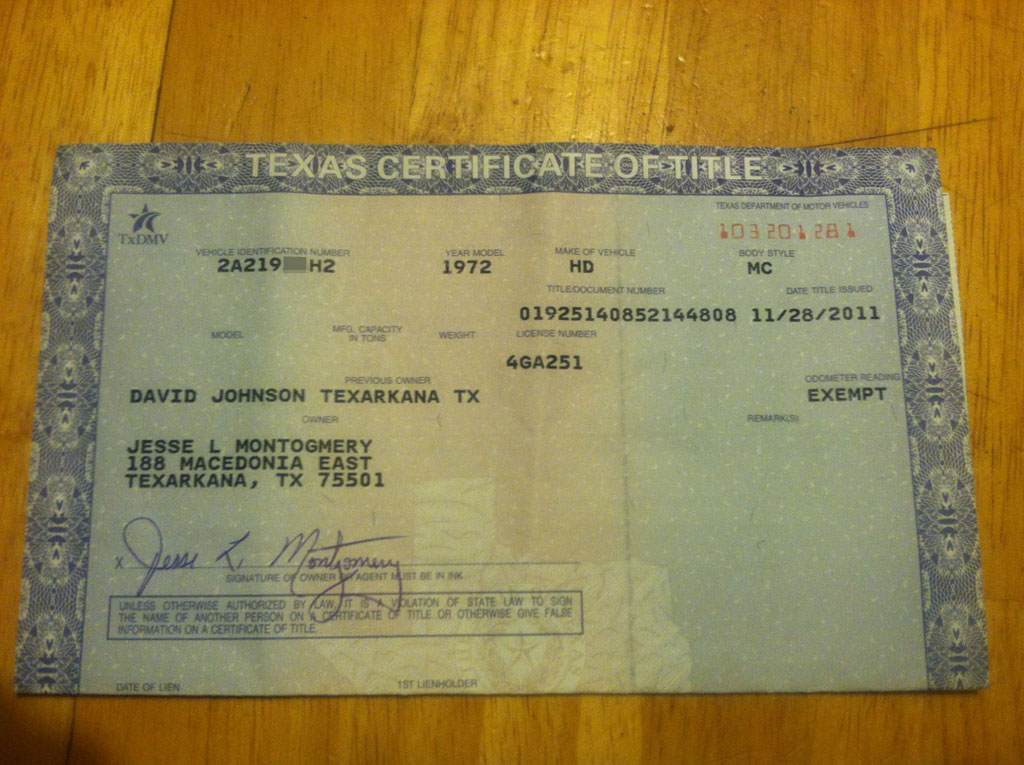 TEXAS CERTIFICATE OF TITLE
TxDMV
TEXAS DEPARTMENT OF MOTOR VEHICLES
103201281
VEHICLE IDENTIFICATION NUMBER YEAR MODEL MAKE OF VEHICLE BODY STYLE
2A219 H2 1972 HD MC
TITLE/DOCUMENT NUMBER DATE TITLE ISSUED
01925140852144808 11/28/2011
MODEL MFG. CAPACITY IN TONS WEIGHT LICENSE NUMBER
4GA251
PREVIOUS OWNER ODOMETER READING
DAVID JOHNSON TEXARKANA TX EXEMPT
OWNER REMARK(S)
JESSE L MONTOGMERY
188 MACEDONIA EAST
TEXARKANA, TX 75501
X Jesse L. Montgomery
SIGNATURE OF OWNER AGENT MUST BE IN INK
UNLESS OTHERWISE AUTHORIZED BY LAW, IT IS A VIOLATION OF STATE LAW TO SIGN
THE NAME OF ANOTHER PERSON ON A CERTIFICATE OF TITLE OR OTHERWISE GIVE FALSE
INFORMATION ON A CERTIFICATE OF TITLE.
DATE OF LIEN 1ST LIENHOLDER